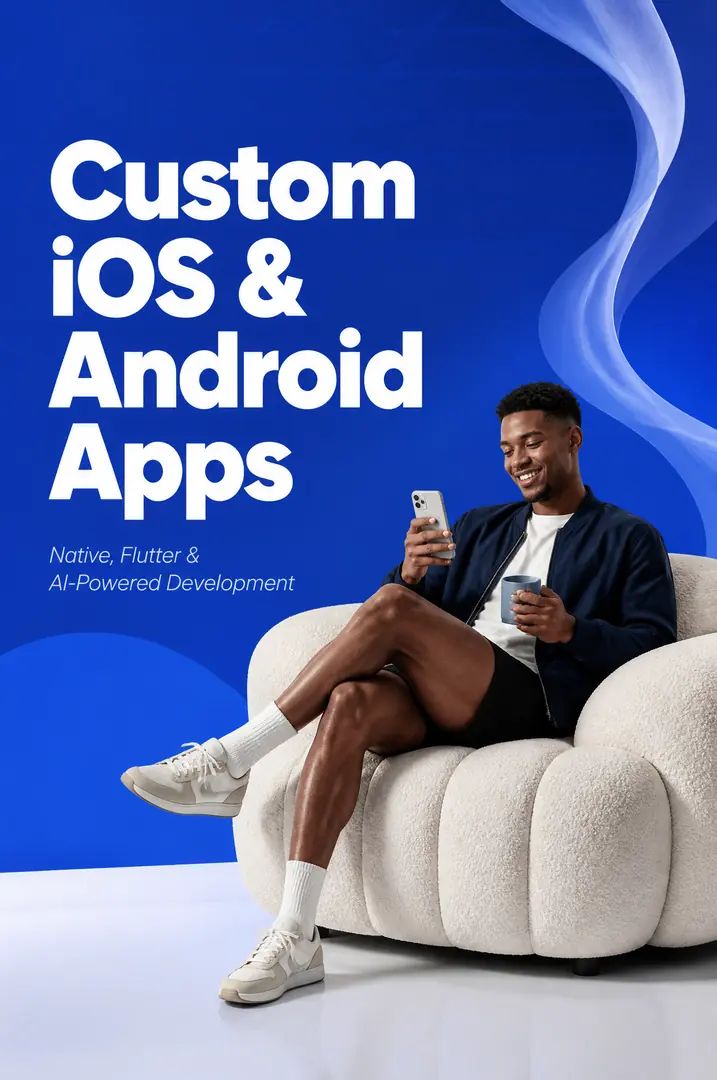 Custom
iOS &
Android
Apps
Native, Flutter &
AI-Powered Development